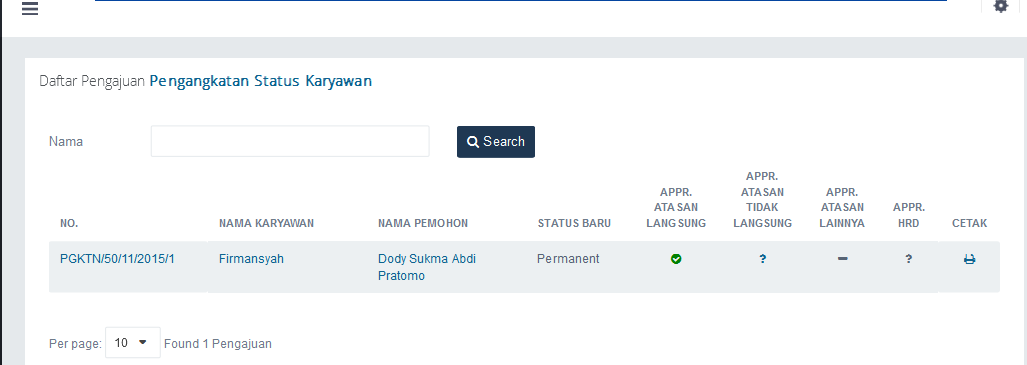 Daftar Pengajuan Pengangkatan Status Karyawan
Nama
Search
NO.
NAMA KARYAWAN
NAMA PEMOHON
STATUS BARU
APPR.
ATASAN
LANGSUNG
APPR.
ATASAN
TIDAK
LANGSUNG
APPR.
ATASAN
LAINNYA
APPR.
HRD
CETAK
PGKTN/50/11/2015/1
Firmansyah
Dody Sukma Abdi
Pratomo
Permanent
?
?
Per page: 10 Found 1 Pengajuan